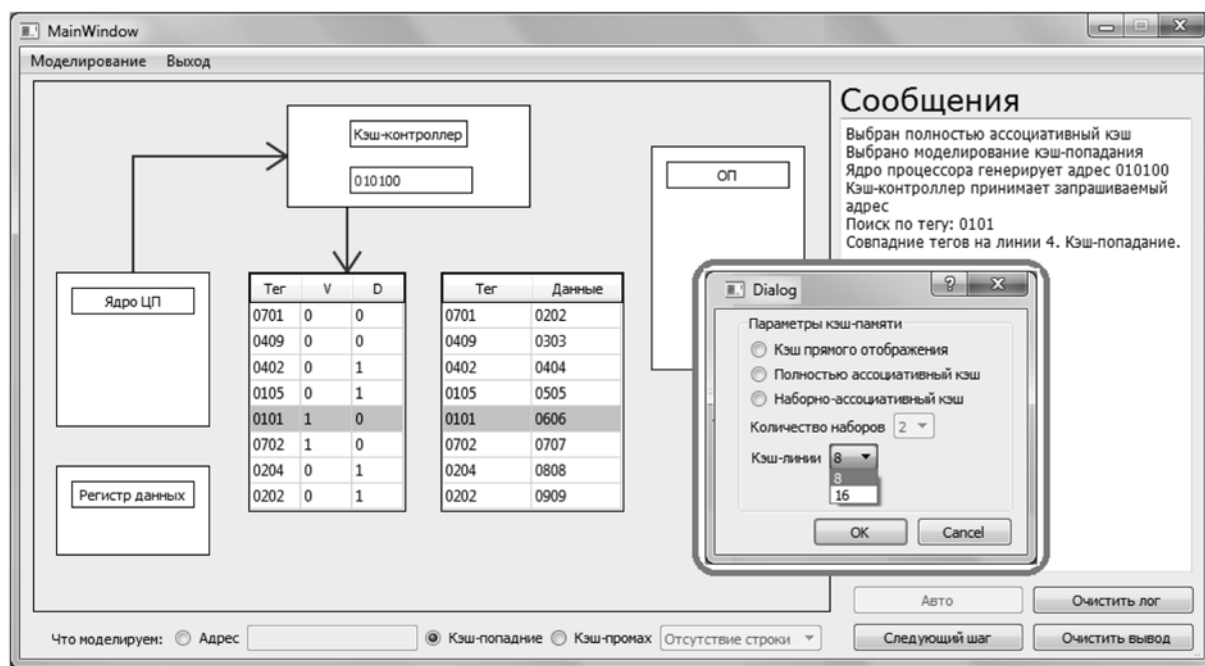 MainWindow
Моделирование Выход
Кэш-контроллер
010100
ОП
Ядро ЦП
Регистр данных
Тег V D
0701 0 0
0409 0 0
0402 0 1
0105 0 1
0101 1 0
0702 1 0
0204 0 1
0202 0 1
Тег Данные
0701 0202
0409 0303
0402 0404
0105 0505
0101 0606
0702 0707
0204 0808
0202 0909
Сообщения
Выбран полностью ассоциативный кэш
Выбрано моделирование кэш-попадания
Ядро процессора генерирует адрес 010100
Кэш-контроллер принимает запрашиваемый
адрес
Поиск по тегу: 0101
Совпадние тегов на линии 4. Кэш-попадание.
Dialog
Параметры кэш-памяти
Кэш прямого отображения
Полностью ассоциативный кэш
Наборно-ассоциативный кэш
Количество наборов 2
Кэш-линии 8
8
16
OK Cancel
Авто Очистить лог
Что моделируем: Адрес Кэш-попадние Кэш-промах Отсутствие строки
Следующий шаг Очистить вывод